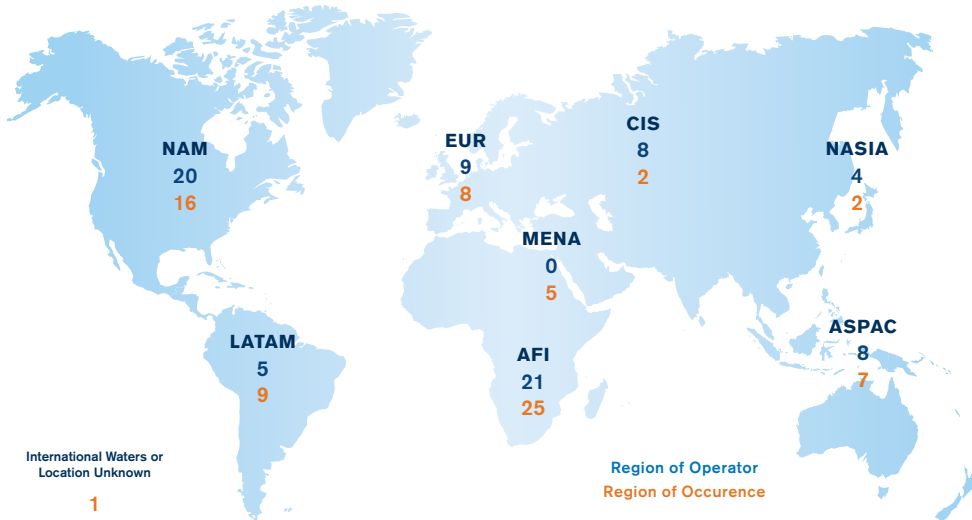 NAM
20
16
EUR
9
8
CIS
8
2
NASIA
4
2
MENA
0
5
LATAM
5
9
AFI
21
25
ASPAC
8
7
International Waters or
Location Unknown
1
Region of Operator
Region of Occurence